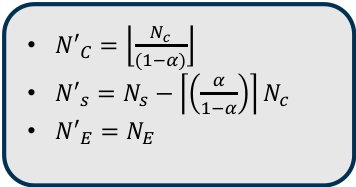 • N'_C = ⌊N_c/(1−α)⌋
• N'_s = N_s − ⌈(α/1−α)⌉ N_c
• N'_E = N_E